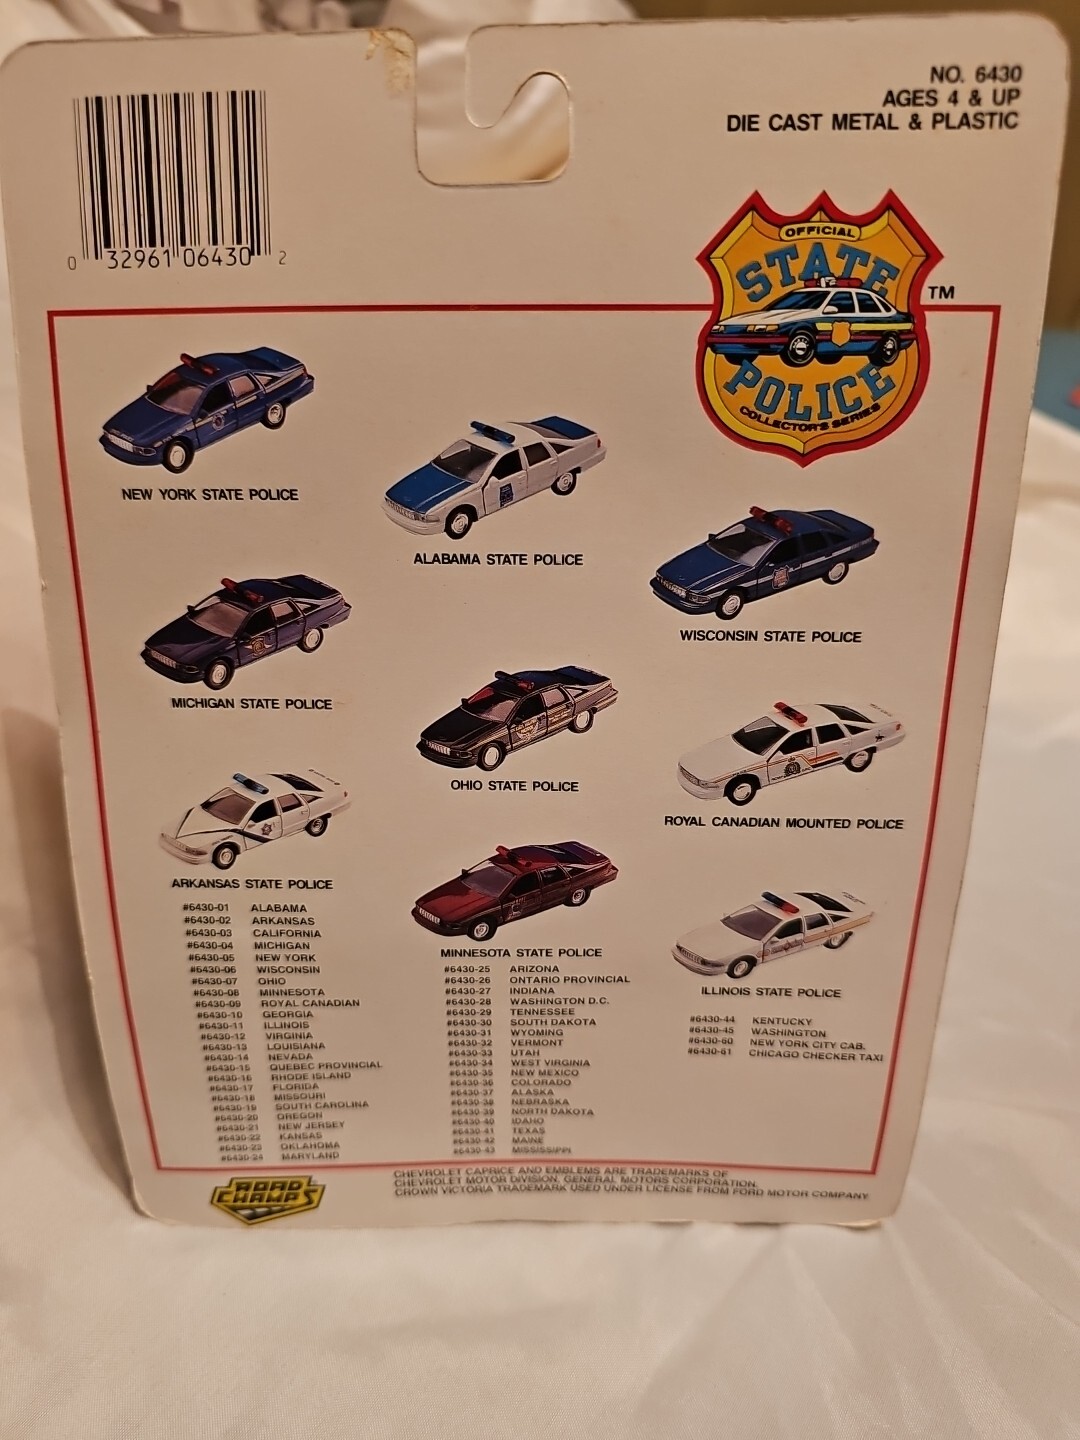 NO. 6430
AGES 4 & UP
DIE CAST METAL & PLASTIC
0 32961 06430 2
OFFICIAL
STATE
POLICE
COLLECTOR'S SERIES
TM
NEW YORK STATE POLICE
ALABAMA STATE POLICE
WISCONSIN STATE POLICE
MICHIGAN STATE POLICE
OHIO STATE POLICE
ROYAL CANADIAN MOUNTED POLICE
ARKANSAS STATE POLICE
MINNESOTA STATE POLICE
ILLINOIS STATE POLICE
#6430-01 ALABAMA
#6430-02 ARKANSAS
#6430-03 CALIFORNIA
#6430-04 MICHIGAN
#6430-05 NEW YORK
#6430-06 WISCONSIN
#6430-07 OHIO
#6430-08 MINNESOTA
#6430-09 ROYAL CANADIAN
#6430-10 GEORGIA
#6430-11 ILLINOIS
#6430-12 VIRGINIA
#6430-13 LOUISIANA
#6430-14 NEVADA
#6430-15 QUEBEC PROVINCIAL
#6430-16 RHODE ISLAND
#6430-17 FLORIDA
#6430-18 MISSOURI
#6430-19 SOUTH CAROLINA
#6430-20 OREGON
#6430-21 NEW JERSEY
#6430-22 KANSAS
#6430-23 OKLAHOMA
#6430-24 MARYLAND
#6430-25 ARIZONA
#6430-26 ONTARIO PROVINCIAL
#6430-27 INDIANA
#6430-28 WASHINGTON D.C.
#6430-29 TENNESSEE
#6430-30 SOUTH DAKOTA
#6430-31 WYOMING
#6430-32 VERMONT
#6430-33 UTAH
#6430-34 WEST VIRGINIA
#6430-35 NEW MEXICO
#6430-36 COLORADO
#6430-37 ALASKA
#6430-38 NEBRASKA
#6430-39 NORTH DAKOTA
#6430-40 IDAHO
#6430-41 TEXAS
#6430-42 MAINE
#6430-43 MISSISSIPPI
#6430-44 KENTUCKY
#6430-45 WASHINGTON
#6430-60 NEW YORK CITY CAB.
#6430-61 CHICAGO CHECKER TAXI
ROAD
CHAMPS
CHEVROLET CAPRICE AND EMBLEMS ARE TRADEMARKS OF
CHEVROLET MOTOR DIVISION, GENERAL MOTORS CORPORATION.
CROWN VICTORIA TRADEMARK USED UNDER LICENSE FROM FORD MOTOR COMPANY